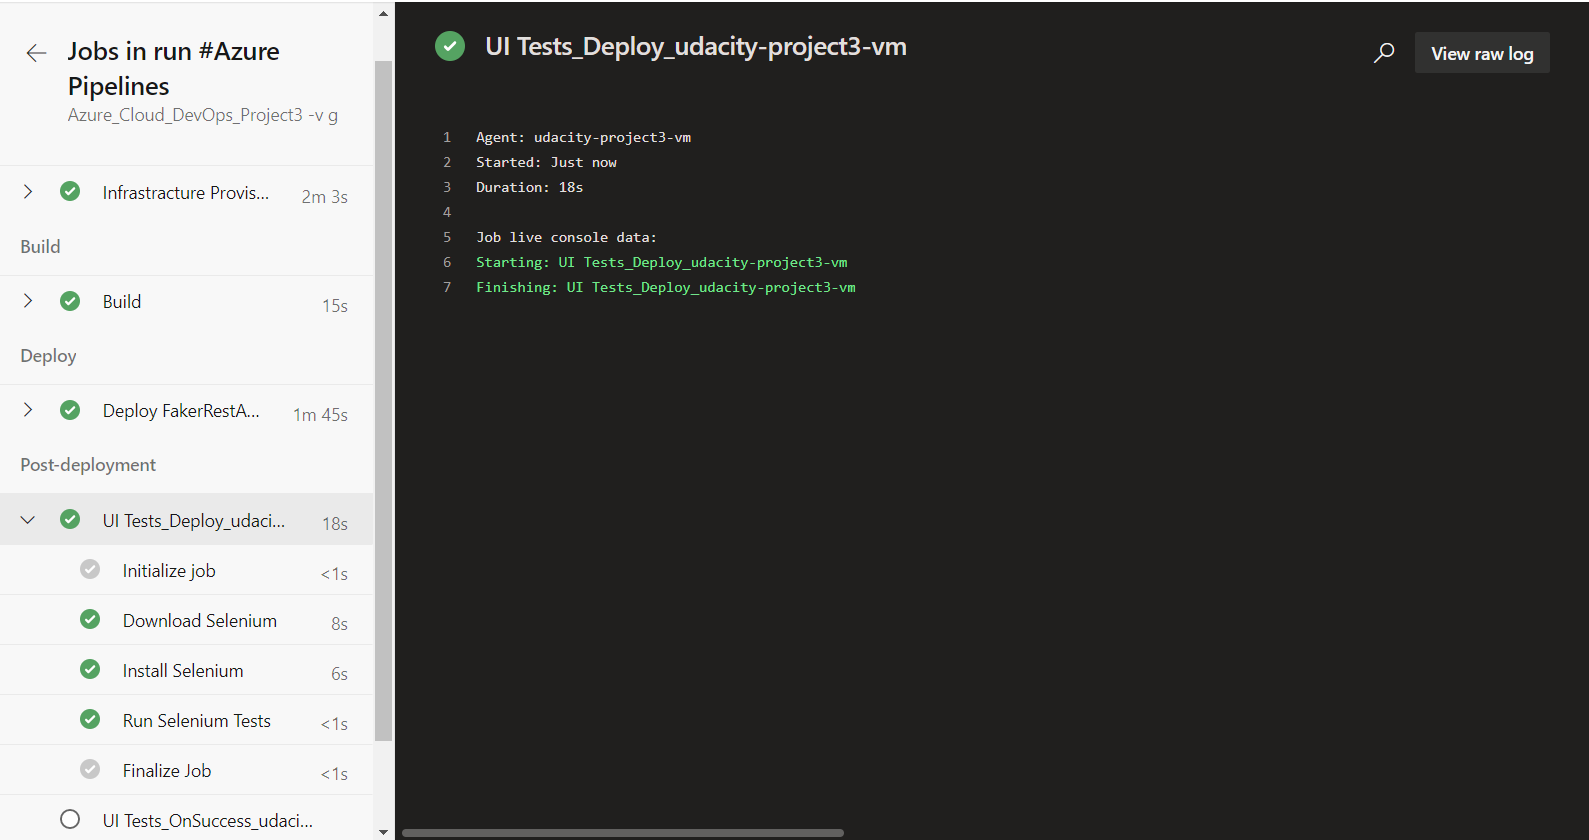 Jobs in run #Azure
Pipelines
Azure_Cloud_DevOps_Project3 -v g
Infrastracture Provis... 2m 3s
Build
Build 15s
Deploy
Deploy FakerRestA... 1m 45s
Post-deployment
UI Tests_Deploy_udaci... 18s
Initialize job <1s
Download Selenium 8s
Install Selenium 6s
Run Selenium Tests <1s
Finalize Job <1s
UI Tests_OnSuccess_udaci...
UI Tests_Deploy_udacity-project3-vm
View raw log
1 Agent: udacity-project3-vm
2 Started: Just now
3 Duration: 18s
4
5 Job live console data:
6 Starting: UI Tests_Deploy_udacity-project3-vm
7 Finishing: UI Tests_Deploy_udacity-project3-vm